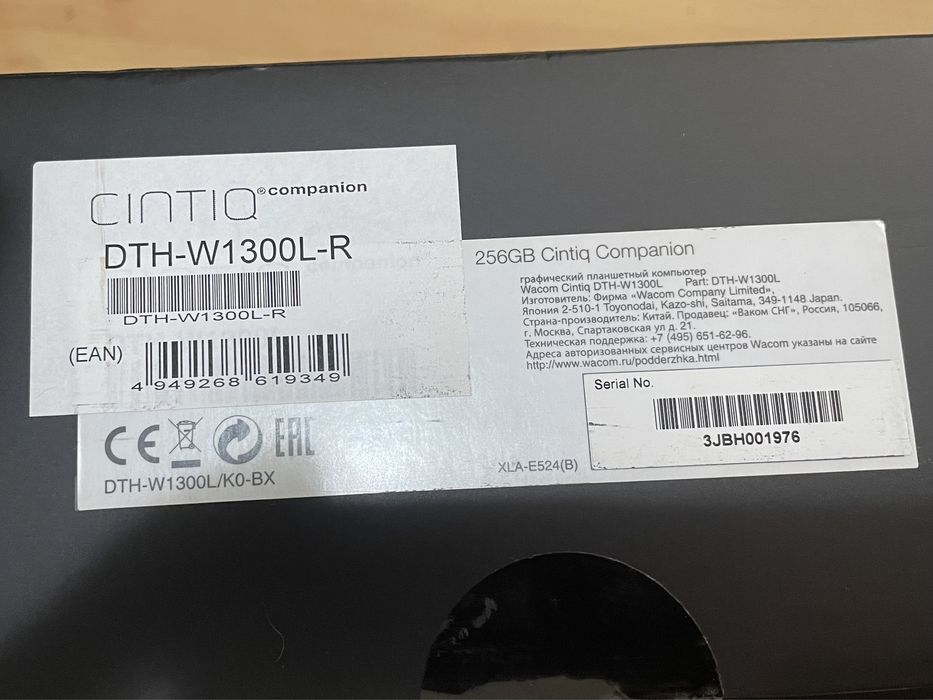 CINTIQ® companion
DTH-W1300L-R
DTH-W1300L-R
(EAN)
4 949268 619349
256GB Cintiq Companion
графический планшетный компьютер
Wacom Cintiq DTH-W1300L Part: DTH-W1300L
Изготовитель: Фирма «Wacom Company Limited»,
Япония 2-510-1 Toyonodai, Kazo-shi, Saitama, 349-1148 Japan.
Страна-производитель: Китай. Продавец: «Ваком СНГ», Россия, 105066,
г. Москва, Спартаковская ул д. 21.
Техническая поддержка: +7 (495) 651-62-96.
Адреса авторизованных сервисных центров Wacom указаны на сайте
http://www.wacom.ru/podderzhka.html
Serial No.
3JBH001976
CE EAC
XLA-E524(B)
DTH-W1300L/K0-BX